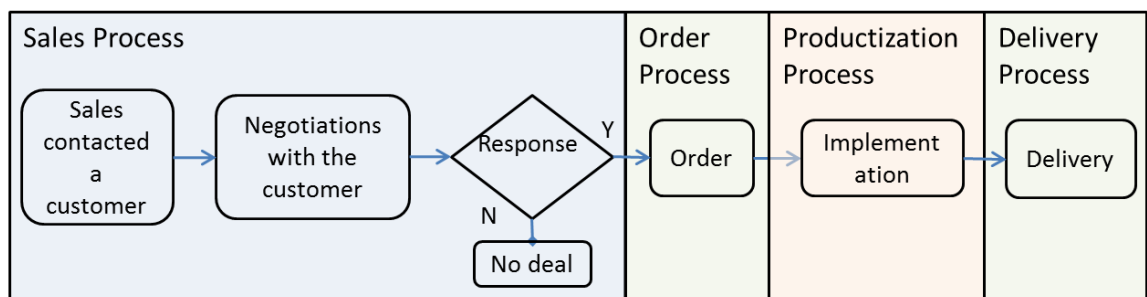 Sales Process
Sales
contacted
a
customer
Negotiations
with the
customer
Response
Y
N
No deal
Order
Process
Order
Productization
Process
Implement
ation
Delivery
Process
Delivery